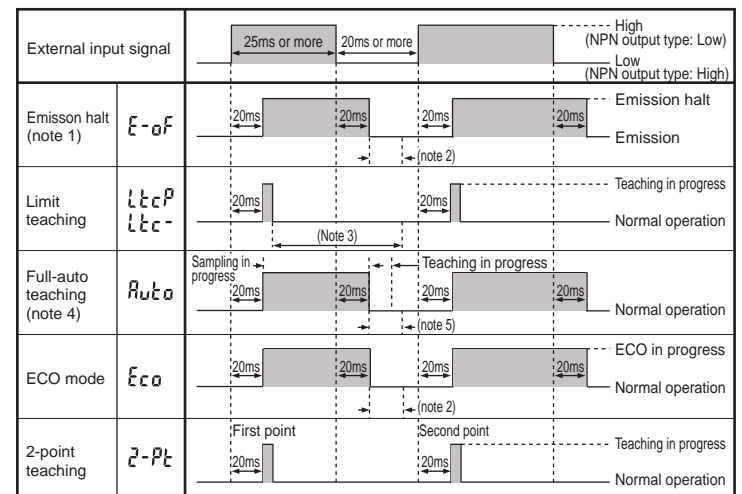 External input signal
25ms or more
20ms or more
High
(NPN output type: Low)
Low
(NPN output type: High)
Emisson halt
(note 1)
E-oF
20ms
20ms
20ms
20ms
Emission halt
Emission
(note 2)
Limit
teaching
LtcP
Ltc-
20ms
20ms
Teaching in progress
Normal operation
(Note 3)
Full-auto
teaching
(note 4)
Auto
Sampling in
progress
Teaching in progress
20ms
20ms
20ms
20ms
Normal operation
(note 5)
ECO mode
Eco
20ms
20ms
20ms
20ms
ECO in progress
Normal operation
(note 2)
2-point
teaching
2-Pt
First point
Second point
20ms
20ms
Teaching in progress
Normal operation